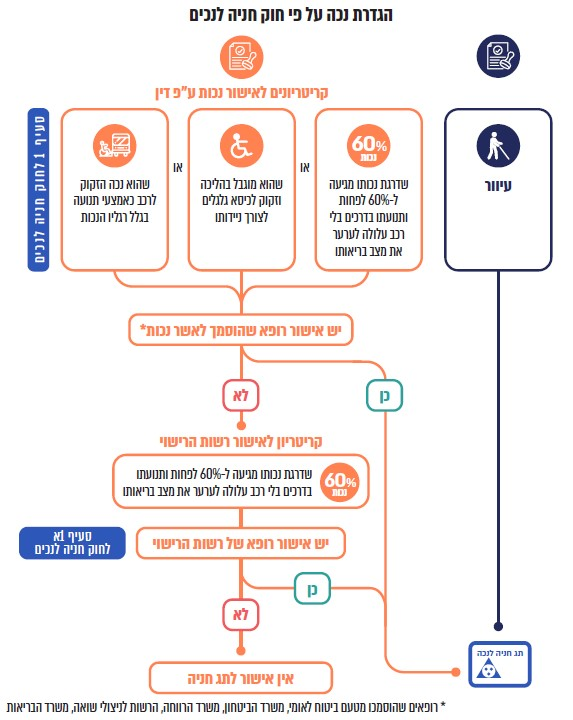 הגדרת נכה על פי חוק חניה לנכים
קריטריונים לאישור נכות ע"פ דין
סעיף 1 לחוק חניה לנכים
60%
נכות
שדרגת נכותו מגיעה
ל-60% לפחות
ותנועתו בדרכים בלי
רכב עלולה לערער
את מצב בריאותו
או
שהוא מוגבל בהליכה
וזקוק לכיסא גלגלים
לצורך ניידותו
או
שהוא נכה הזקוק
לרכב כאמצעי תנועה
בגלל רגליו הנכות
עיוור
יש אישור רופא שהוסמך לאשר נכות*
לא
כן
קריטריון לאישור רשות הרישוי
60%
נכות
שדרגת נכותו מגיעה ל-60% לפחות ותנועתו
בדרכים בלי רכב עלולה לערער את מצב בריאותו
סעיף 1א
לחוק חניה לנכים
יש אישור רופא של רשות הרישוי
כן
לא
תג חניה לנכה
אין אישור לתג חניה
* רופאים שהוסמכו מטעם ביטוח לאומי, משרד הביטחון, משרד הרווחה, הרשות לניצולי שואה, משרד הבריאות